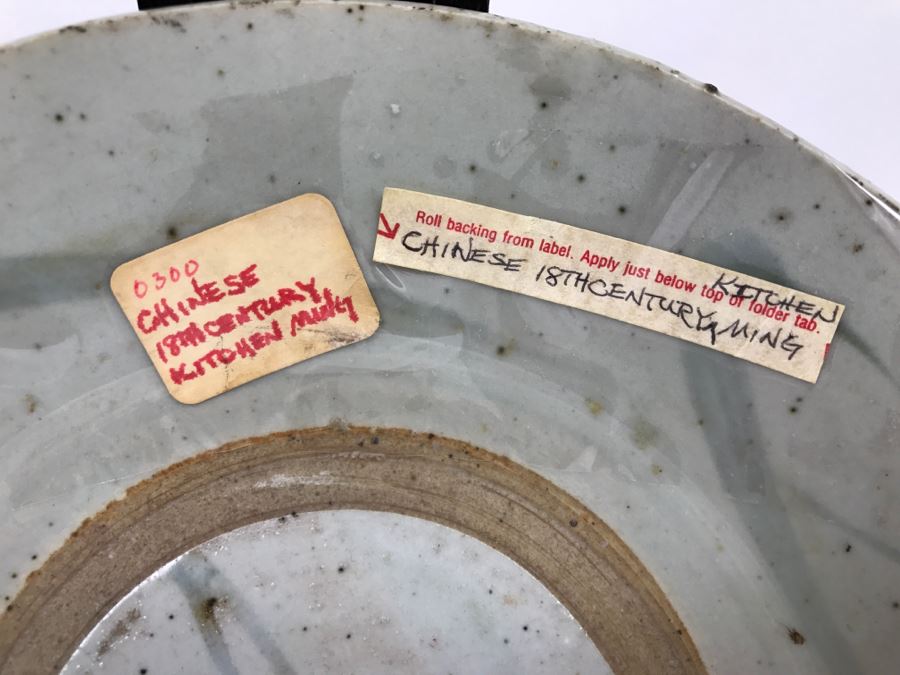 0300
CHINESE
18TH CENTURY
KITCHEN MING
Roll backing from label. Apply just below top of folder tab.
KITCHEN
CHINESE 18TH CENTURY MING